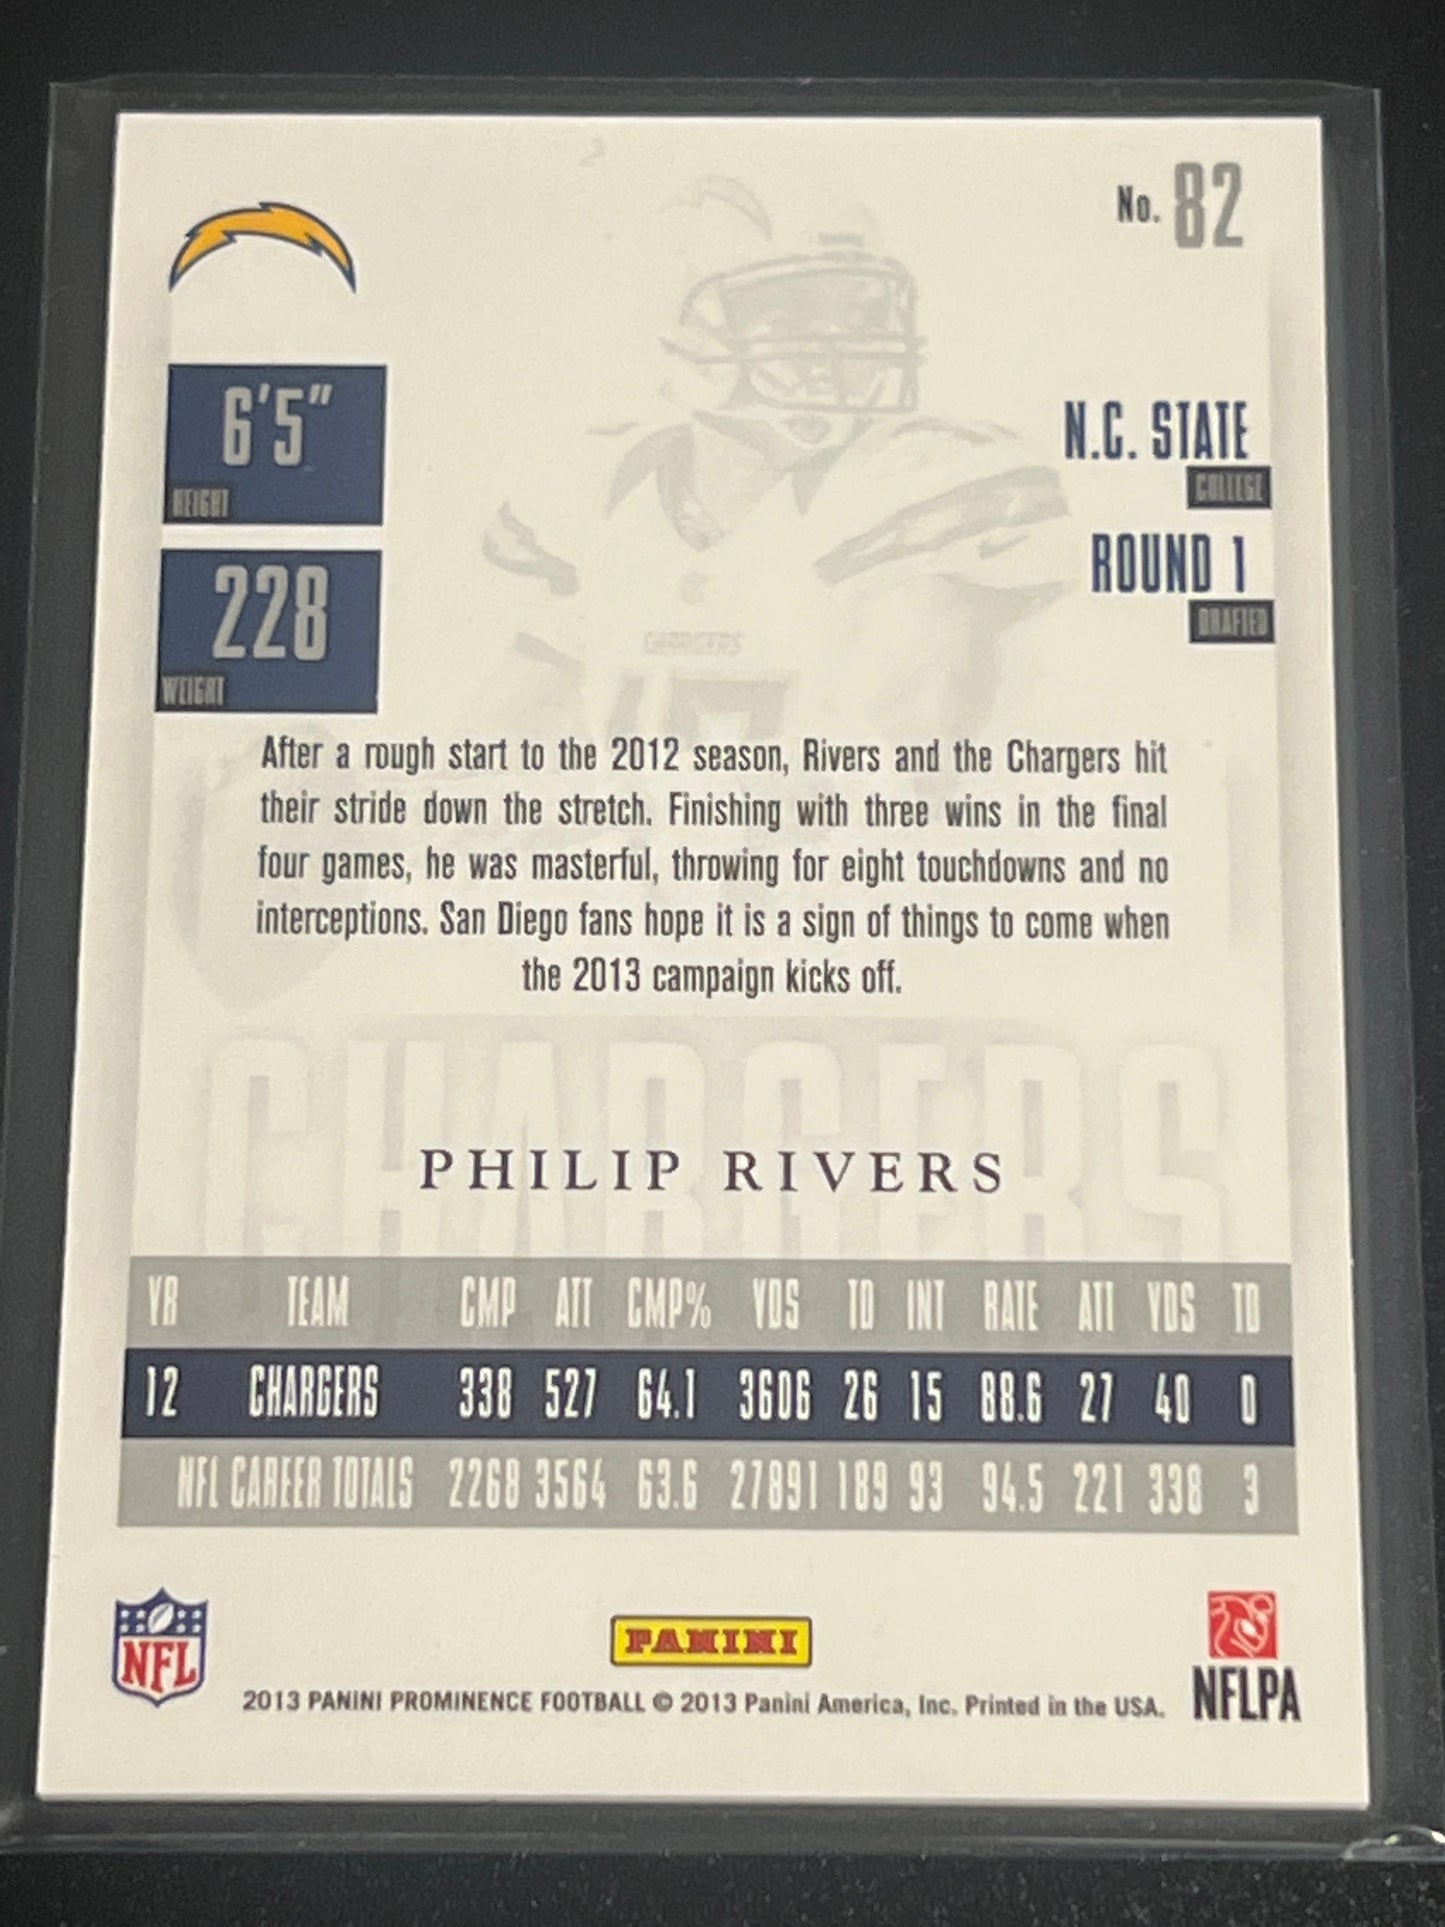 No. 82
6'5"
HEIGHT
N.C. STATE
COLLEGE
ROUND 1
DRAFTED
228
WEIGHT
CHARGERS
After a rough start to the 2012 season, Rivers and the Chargers hit
their stride down the stretch. Finishing with three wins in the final
four games, he was masterful, throwing for eight touchdowns and no
interceptions. San Diego fans hope it is a sign of things to come when
the 2013 campaign kicks off.
CHARGERS
PHILIP RIVERS
YR TEAM CMP ATT CMP% YDS TD INT RATE ATT YDS TD
12 CHARGERS 338 527 64.1 3606 26 15 88.6 27 40 0
NFL CAREER TOTALS 2268 3564 63.6 27891 189 93 94.5 221 338 3
NFL
PANINI
2013 PANINI PROMINENCE FOOTBALL © 2013 Panini America, Inc. Printed in the USA.
NFLPA